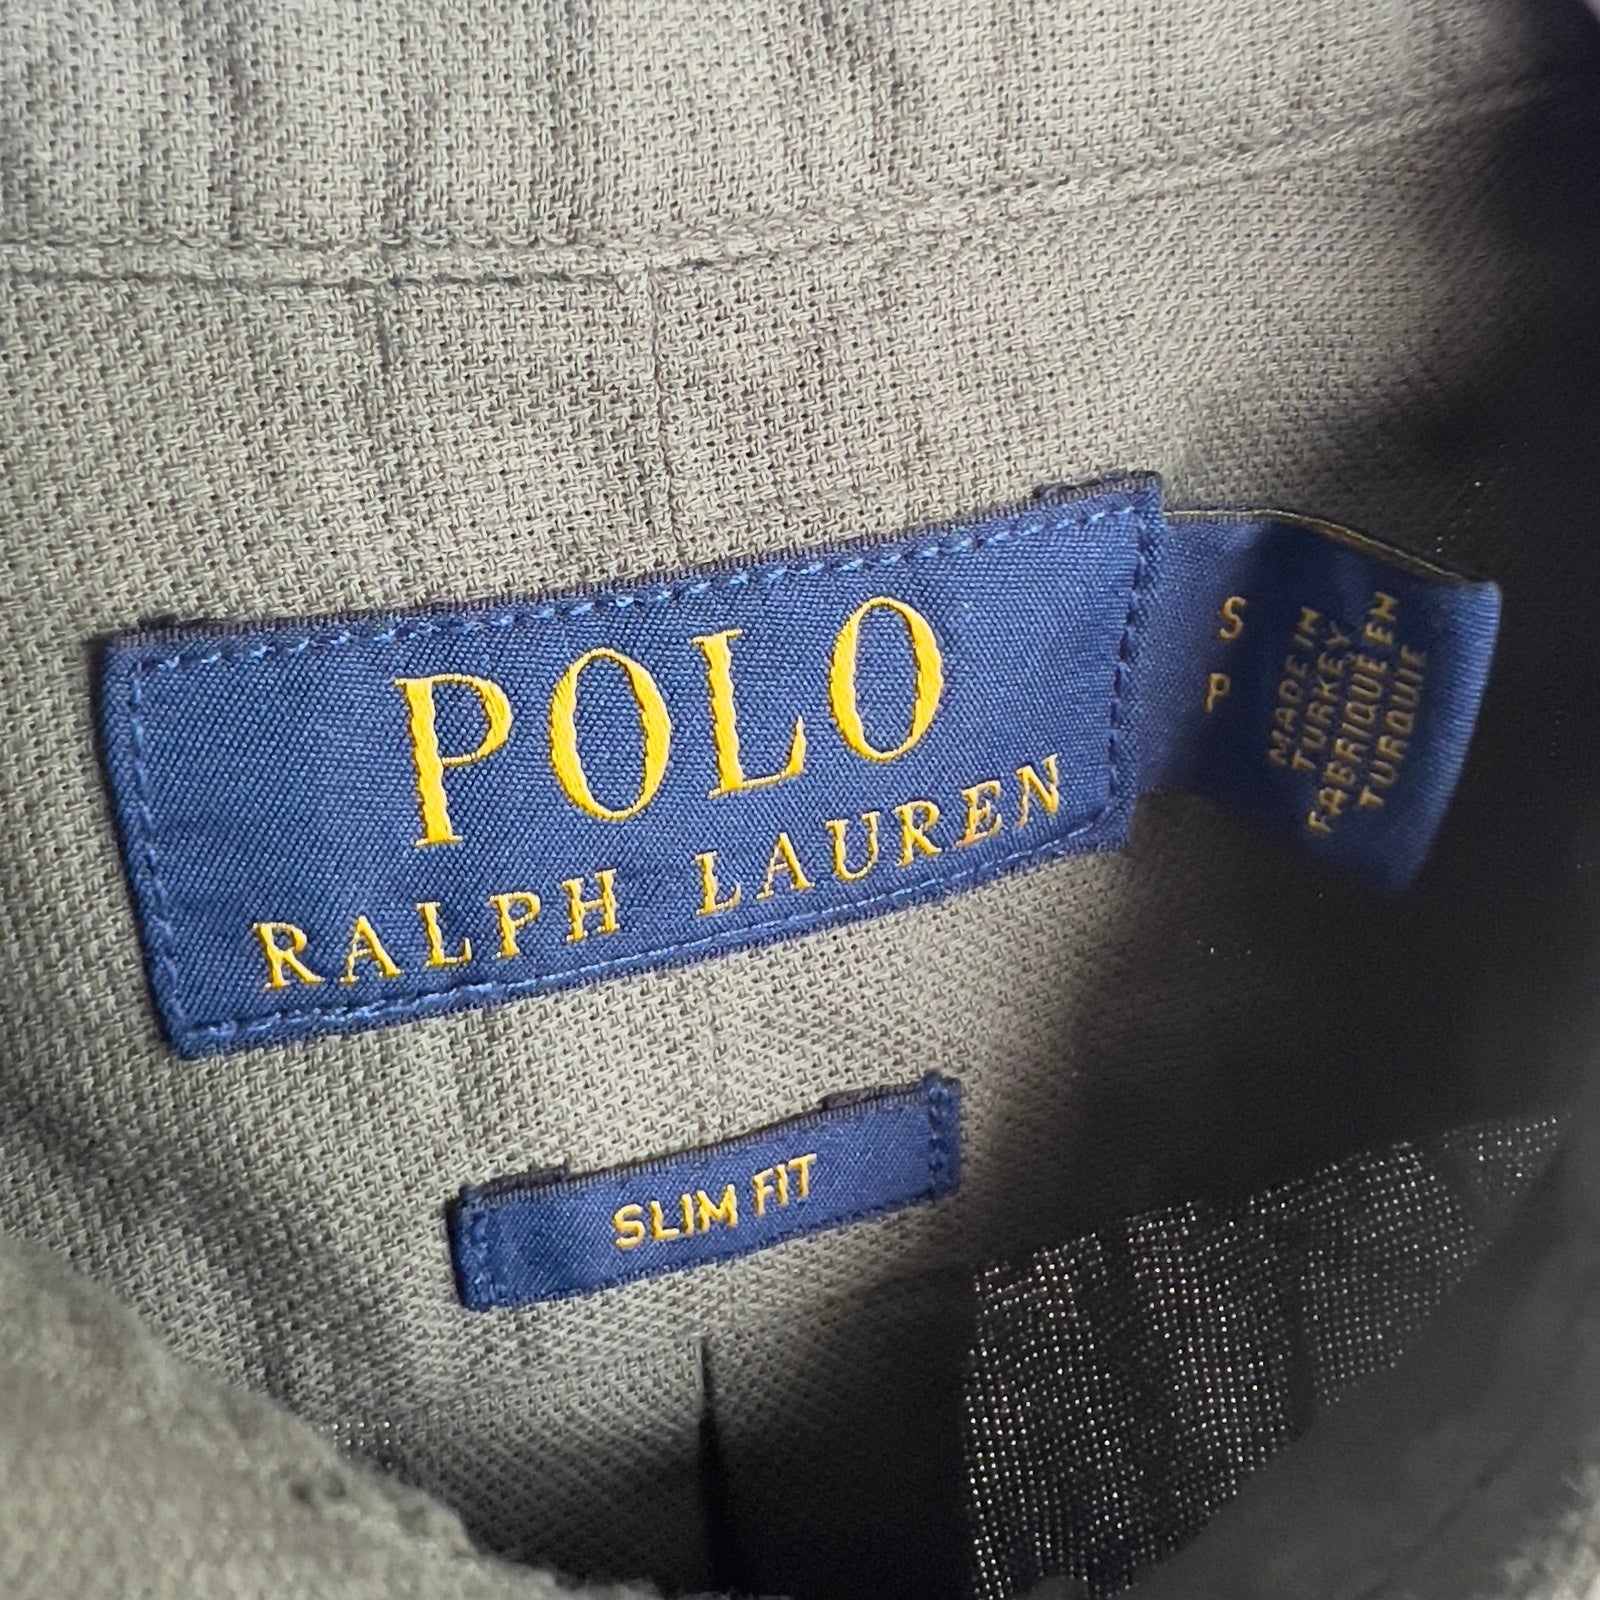 POLO
RALPH LAUREN
S
P
MADE IN
TURKEY
FABRIQUÉ EN
TURQUIE
SLIM FIT